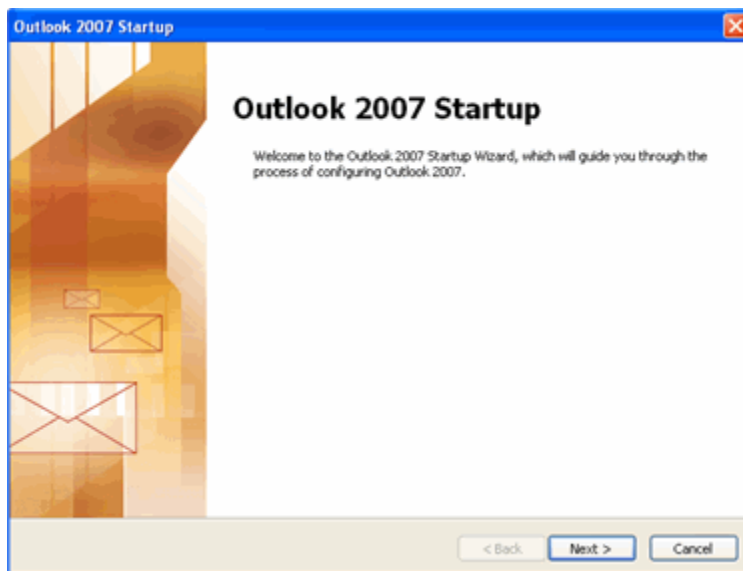 Outlook 2007 Startup
Outlook 2007 Startup
Welcome to the Outlook 2007 Startup Wizard, which will guide you through the
process of configuring Outlook 2007.
< Back Next > Cancel